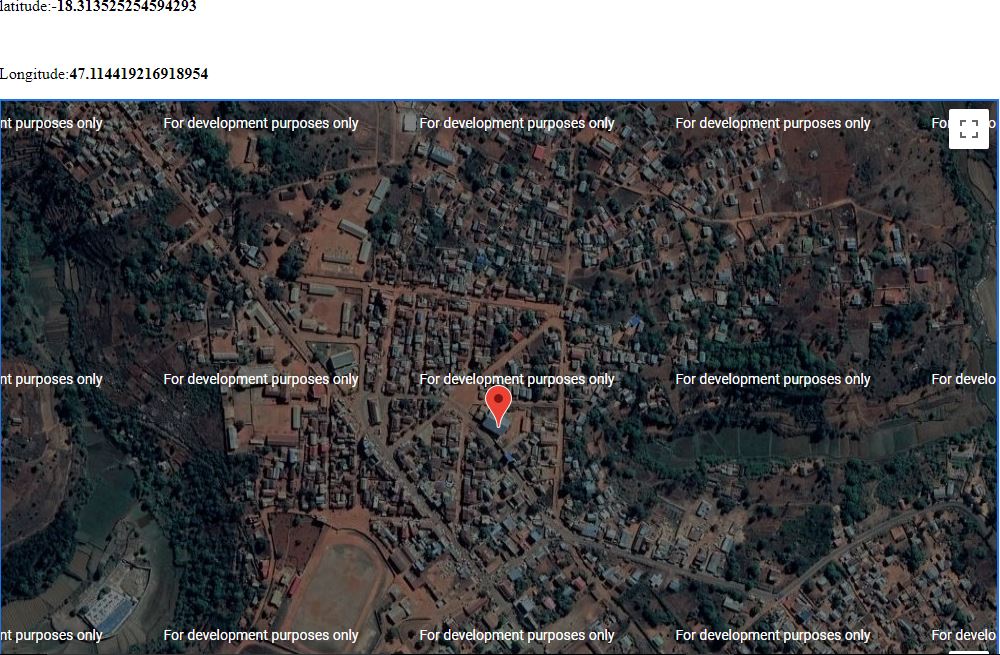 latitude:-18.313525254594293
Longitude:47.114419216918954
nt purposes only For development purposes only For development purposes only For development purposes only Fo o
nt purposes only For development purposes only For development purposes only For development purposes only For develo
nt purposes only For development purposes only For development purposes only For development purposes only For develo